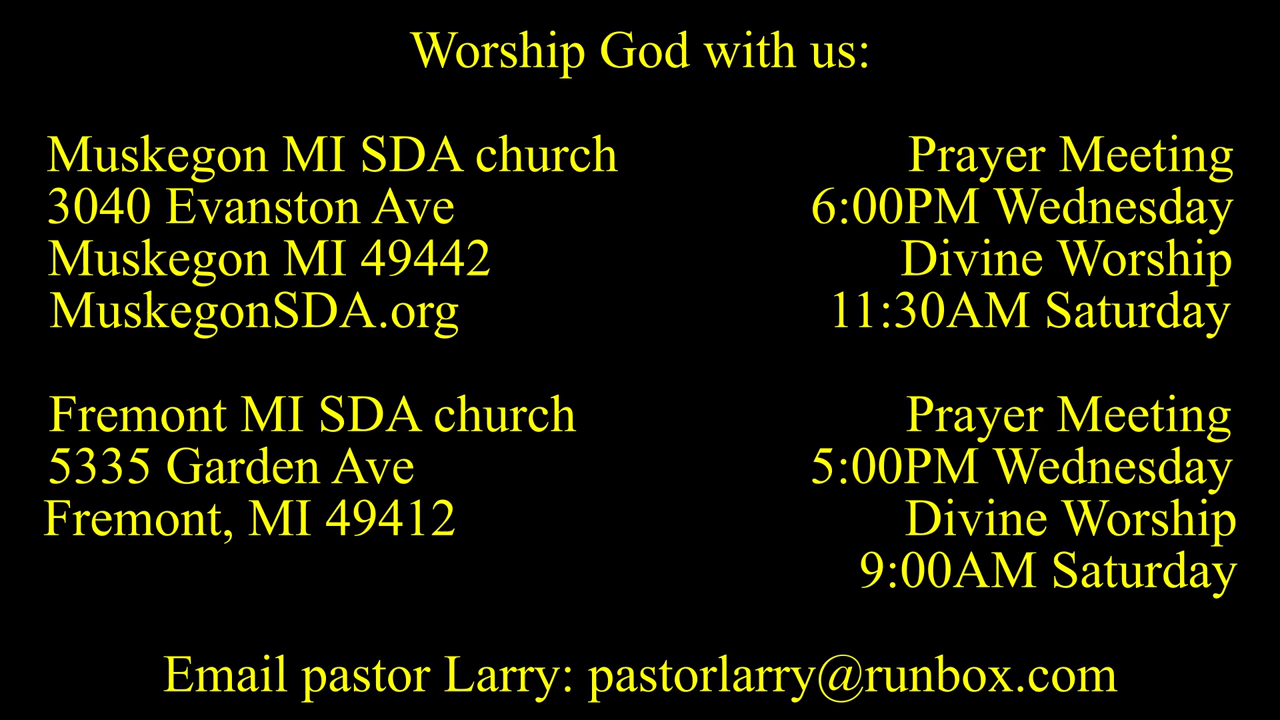 Worship God with us:
Muskegon MI SDA church Prayer Meeting
3040 Evanston Ave 6:00PM Wednesday
Muskegon MI 49442 Divine Worship
MuskegonSDA.org 11:30AM Saturday
Fremont MI SDA church Prayer Meeting
5335 Garden Ave 5:00PM Wednesday
Fremont, MI 49412 Divine Worship
9:00AM Saturday
Email pastor Larry: pastorlarry@runbox.com